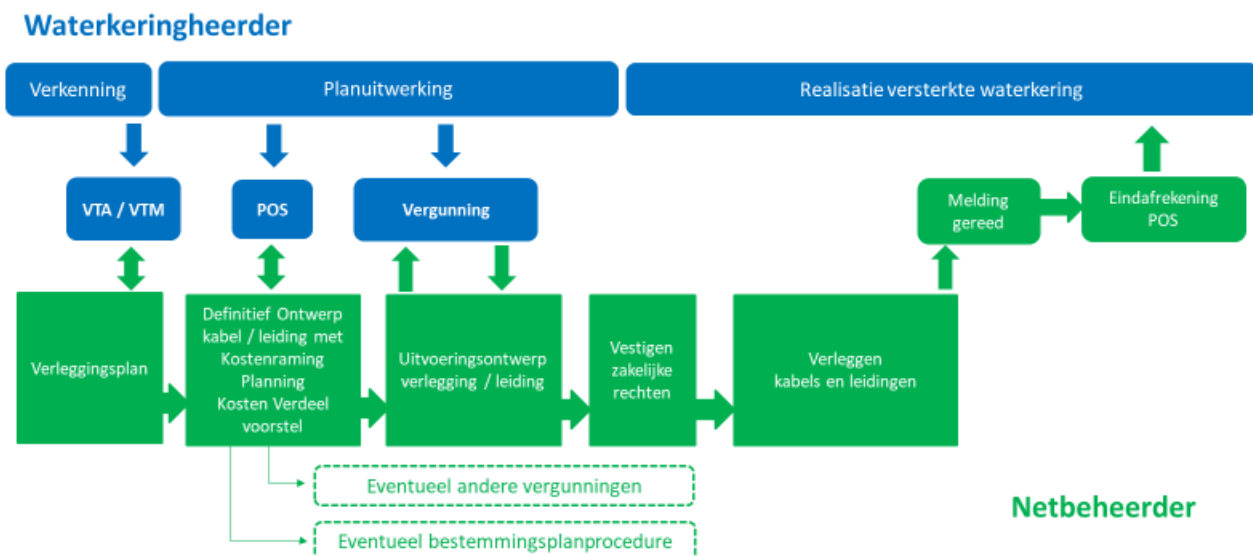 Waterkeringheerder
Verkenning
Planuitwerking
Realisatie versterkte waterkering
VTA / VTM
POS
Vergunning
Melding
gereed
Eindafrekening
POS
Verleggingsplan
Definitief Ontwerp
kabel / leiding met
Kostenraming
Planning
Kosten Verdeel
voorstel
Uitvoeringsontwerp
verlegging / leiding
Vestigen
zakelijke
rechten
Verleggen
kabels en leidingen
Eventueel andere vergunningen
Eventueel bestemmingsplanprocedure
Netbeheerder